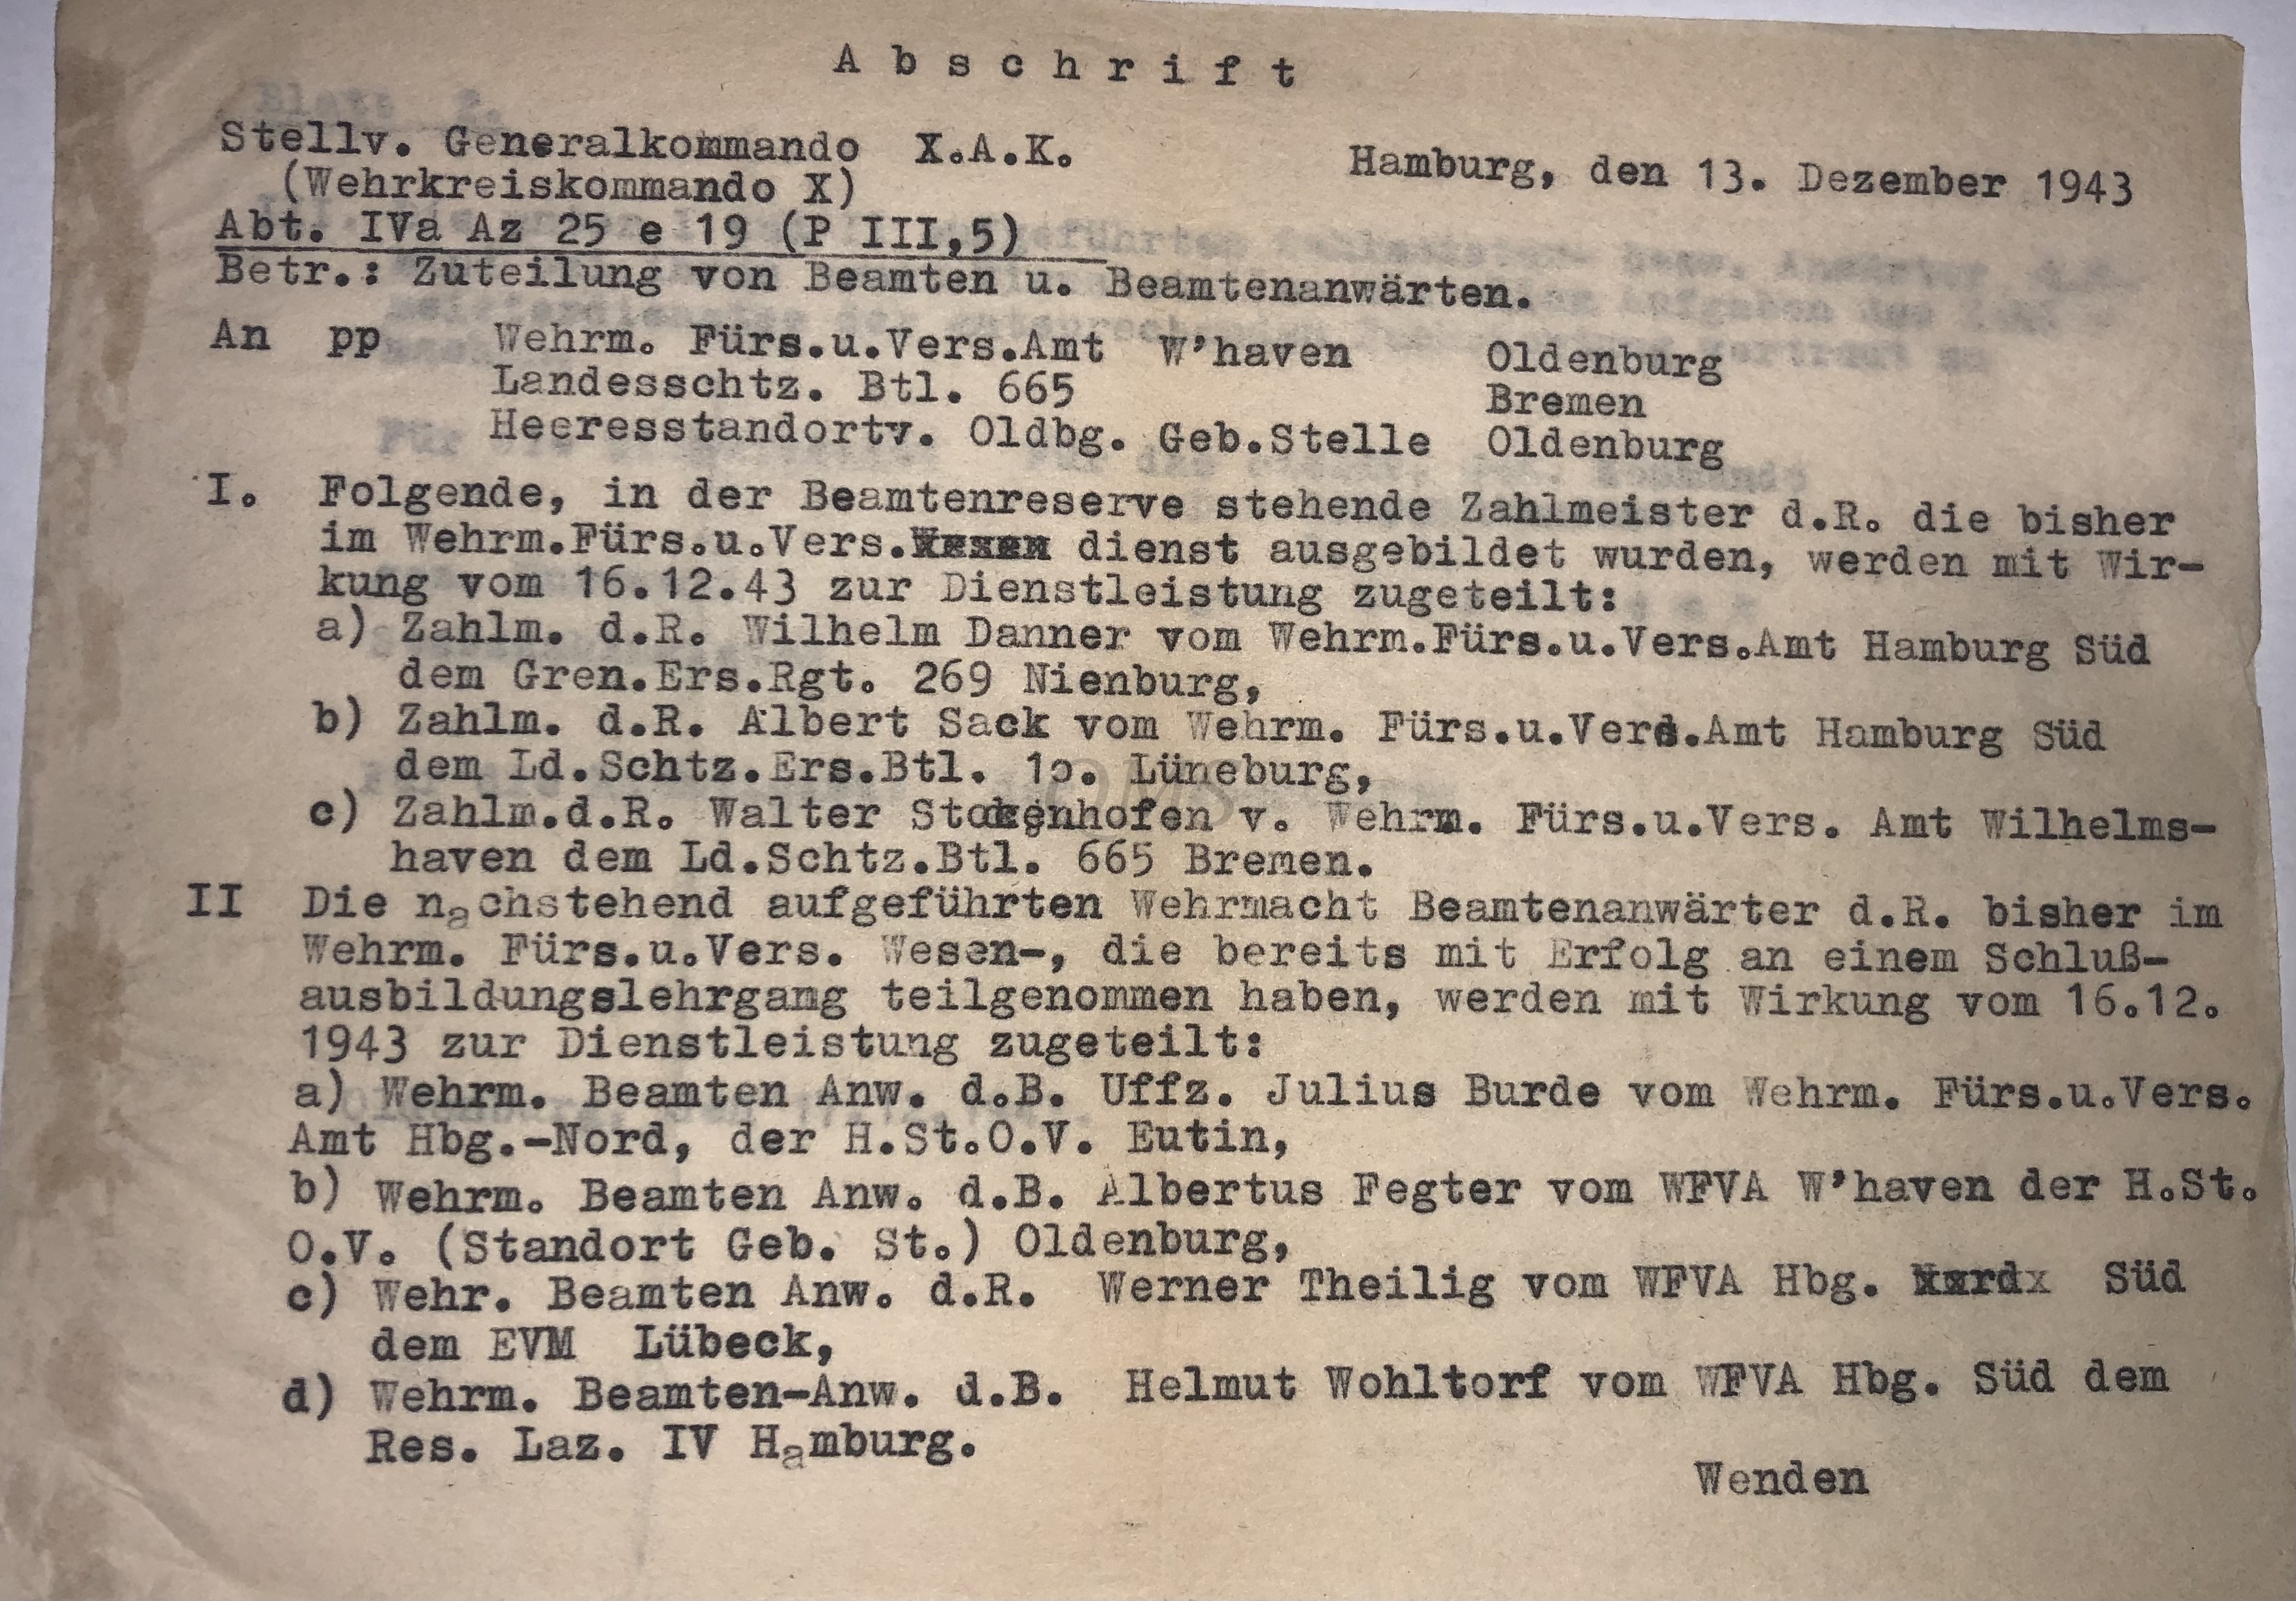 Abschrift
Stellv. Generalkommando X.A.K.
(Wehrkreiskommando X)
Hamburg, den 13. Dezember 1943
Abt. IVa Az 25 e 19 (P III,5)
Betr.: Zuteilung von Beamten u. Beamtenanwärten.
An pp Wehrm. Fürs.u.Vers.Amt W'haven Oldenburg
Landesschtz. Btl. 665 Bremen
Heeresstandortv. Oldbg. Geb.Stelle Oldenburg
I. Folgende, in der Beamtenreserve stehende Zahlmeister d.R. die bisher
im Wehrm.Fürs.u.Vers. dienst ausgebildet wurden, werden mit Wir-
kung vom 16.12.43 zur Dienstleistung zugeteilt:
a) Zahlm. d.R. Wilhelm Danner vom Wehrm.Fürs.u.Vers.Amt Hamburg Süd
dem Gren.Ers.Rgt. 269 Nienburg,
b) Zahlm. d.R. Albert Sack vom Wehrm. Fürs.u.Vers.Amt Hamburg Süd
dem Ld.Schtz.Ers.Btl. Lüneburg,
c) Zahlm.d.R. Walter v. Wehrm. Fürs.u.Vers. Amt Wilhelms-
haven dem Ld.Schtz.Btl. 665 Bremen.
II Die nachstehend aufgeführten Wehrmacht Beamtenanwärter d.R. bisher im
Wehrm. Fürs.u.Vers. Wesen-, die bereits mit Erfolg an einem Schluß-
ausbildungslehrgang teilgenommen haben, werden mit Wirkung vom 16.12.
1943 zur Dienstleistung zugeteilt:
a) Wehrm. Beamten Anw. d.B. Uffz. Julius Burde vom Wehrm. Fürs.u.Vers.
Amt Hbg.-Nord, der H.St.O.V. Eutin,
b) Wehrm. Beamten Anw. d.B. Albertus Fegter vom WFVA W'haven der H.St.
O.V. (Standort Geb. St.) Oldenburg,
c) Wehr. Beamten Anw. d.R. Werner Theilig vom WFVA Hbg. Süd
dem EVM Lübeck,
d) Wehrm. Beamten-Anw. d.B. Helmut Wohltorf vom WFVA Hbg. Süd dem
Res. Laz. IV Hamburg.
Wenden